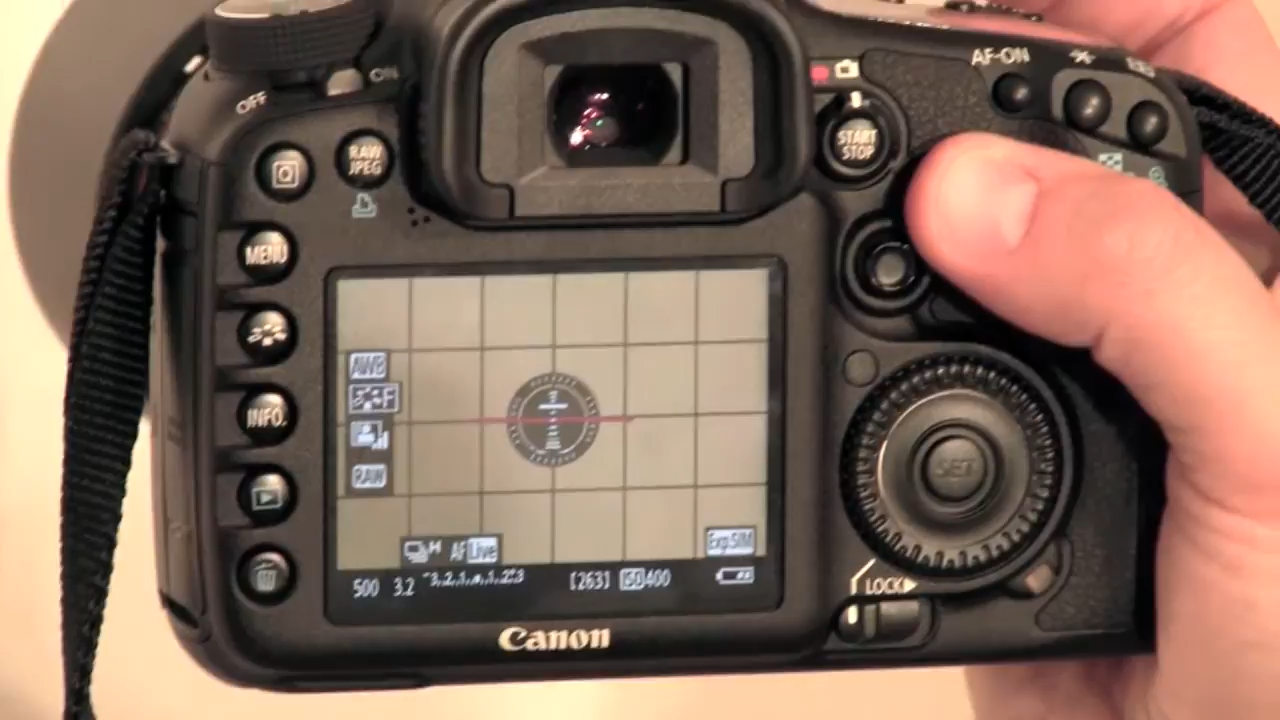 AF-ON
OFF
ON
RAW
JPEG
START
STOP
Q
MENU
INFO.
AWB
F
RAW
H
AF Live
Exp.SIM
500 3.2 [263] ISO 400
SET
LOCK
Canon